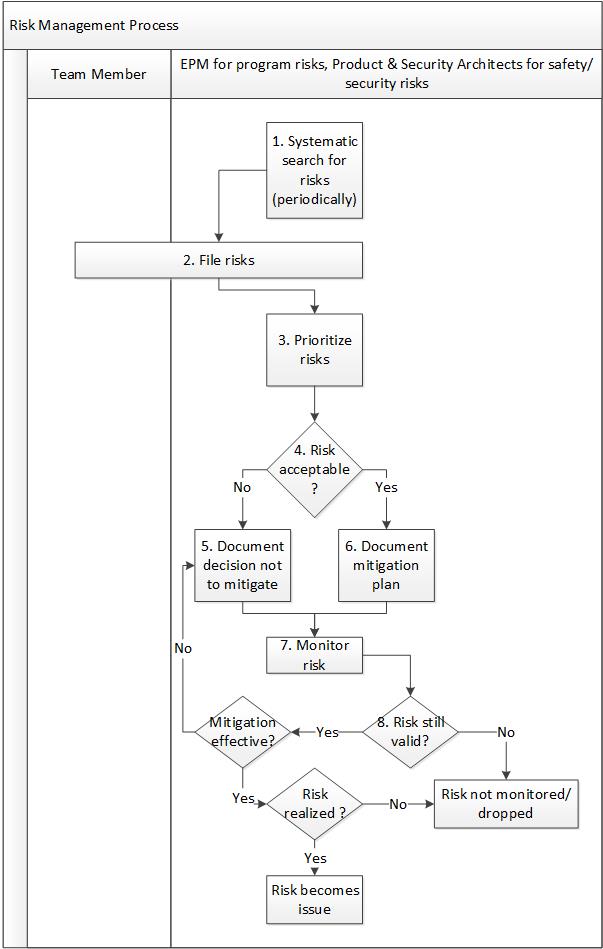 Risk Management Process
Team Member
EPM for program risks, Product & Security Architects for safety/
security risks
1. Systematic
search for
risks
(periodically)
2. File risks
3. Prioritize
risks
4. Risk
acceptable
?
No
Yes
5. Document
decision not
to mitigate
6. Document
mitigation
plan
No
7. Monitor
risk
Mitigation
effective?
Yes
8. Risk still
valid?
No
Yes
Risk
realized ?
No
Risk not monitored/
dropped
Yes
Risk becomes
issue